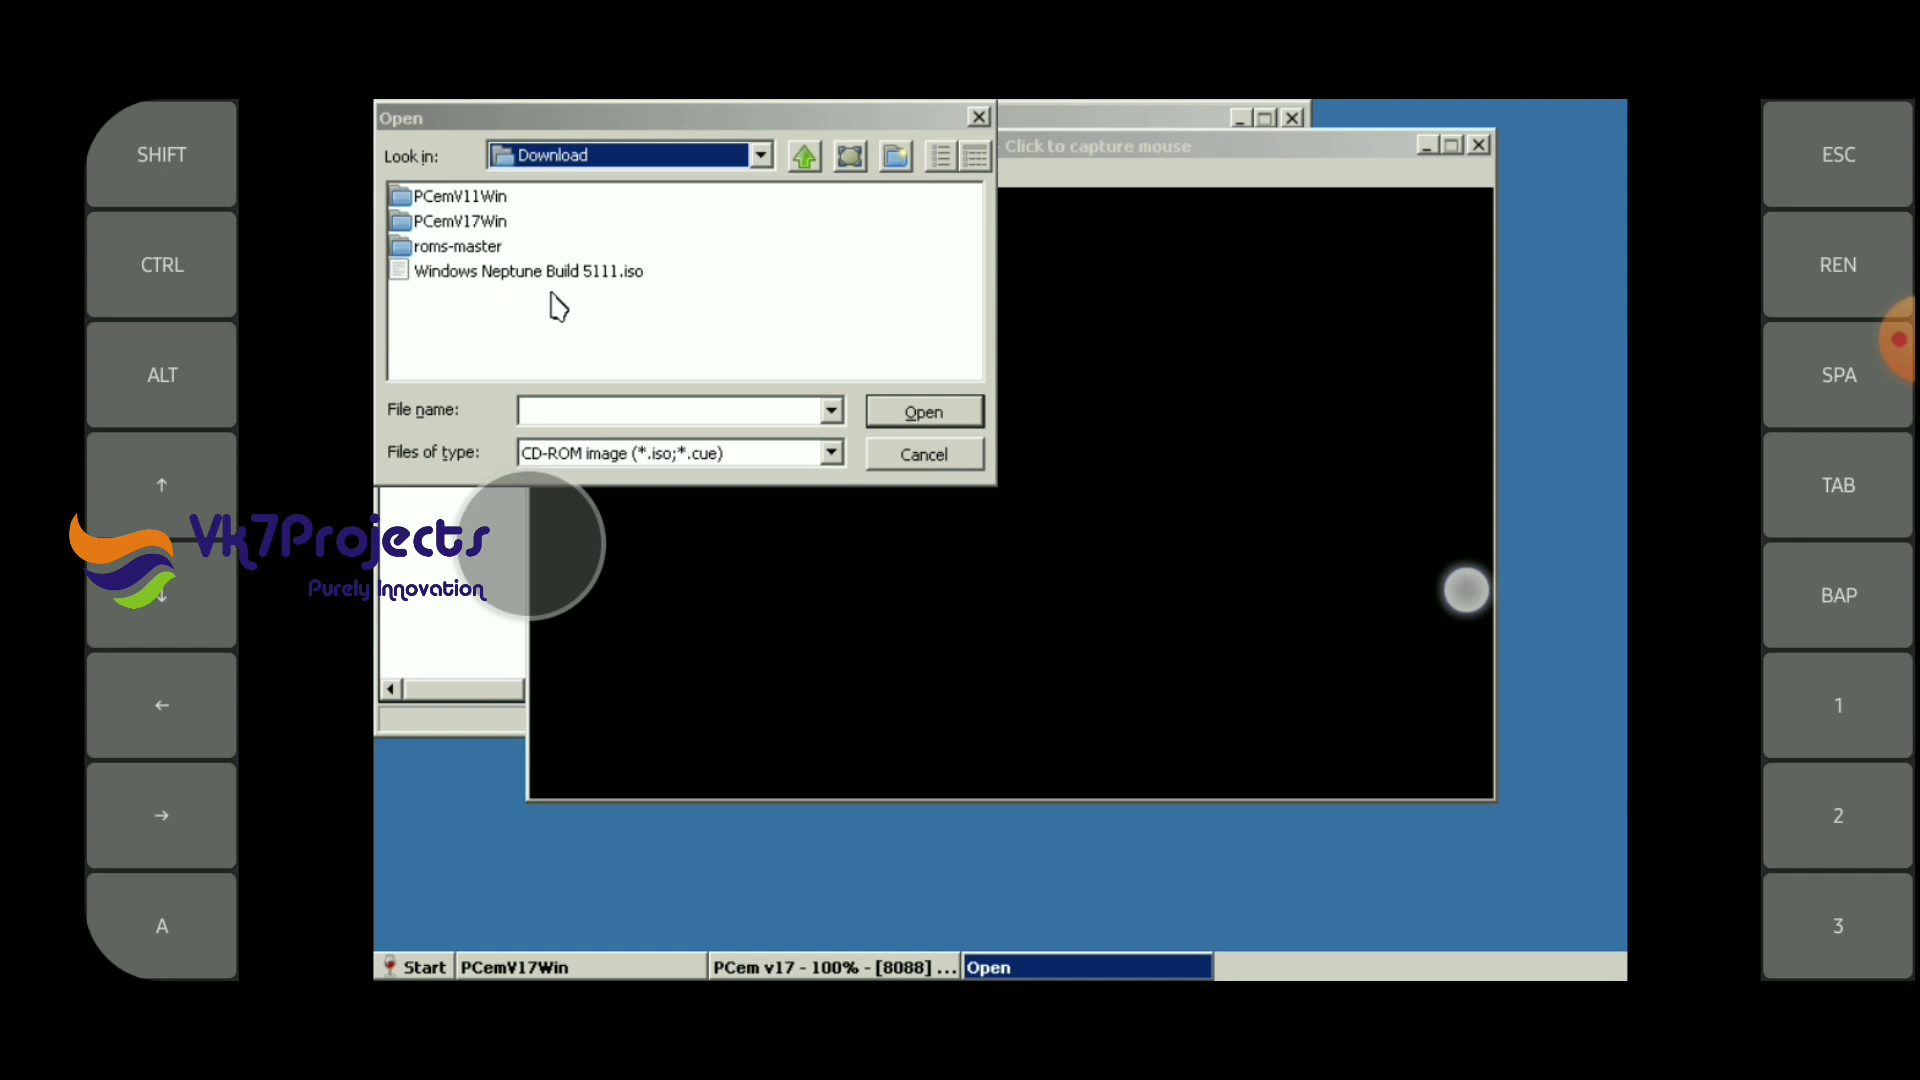 SHIFT
CTRL
ALT
↑
↓
←
→
A
Vk7Projects
Purely Innovation
Open
Look in:
Download
PCemV11Win
PCemV17Win
roms-master
Windows Neptune Build 5111.iso
File name:
Open
Files of type:
CD-ROM image (*.iso;*.cue)
Cancel
Click to capture mouse
Start
PCemV17Win
PCem v17 - 100% - [8088] ...
Open
ESC
REN
SPA
TAB
BAP
1
2
3